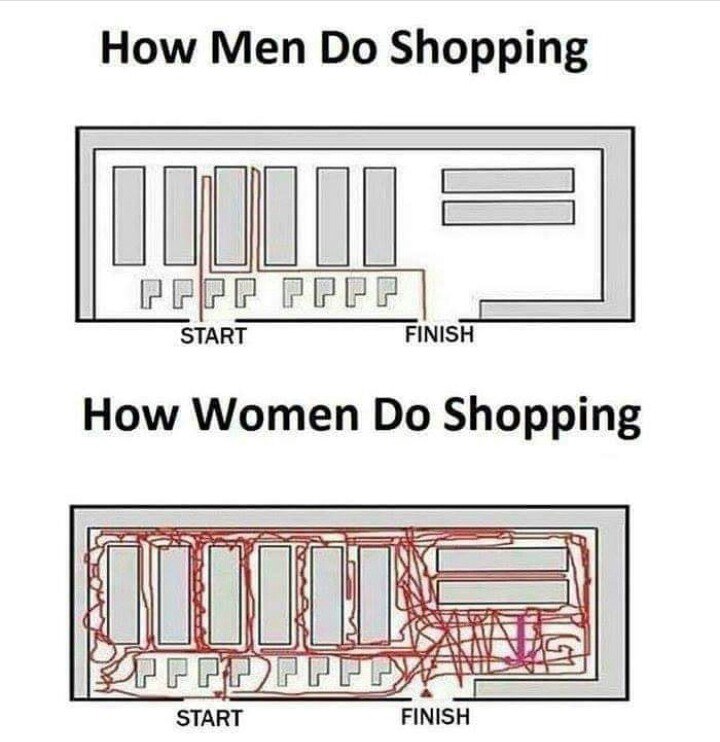 How Men Do Shopping
START
FINISH
How Women Do Shopping
START
FINISH